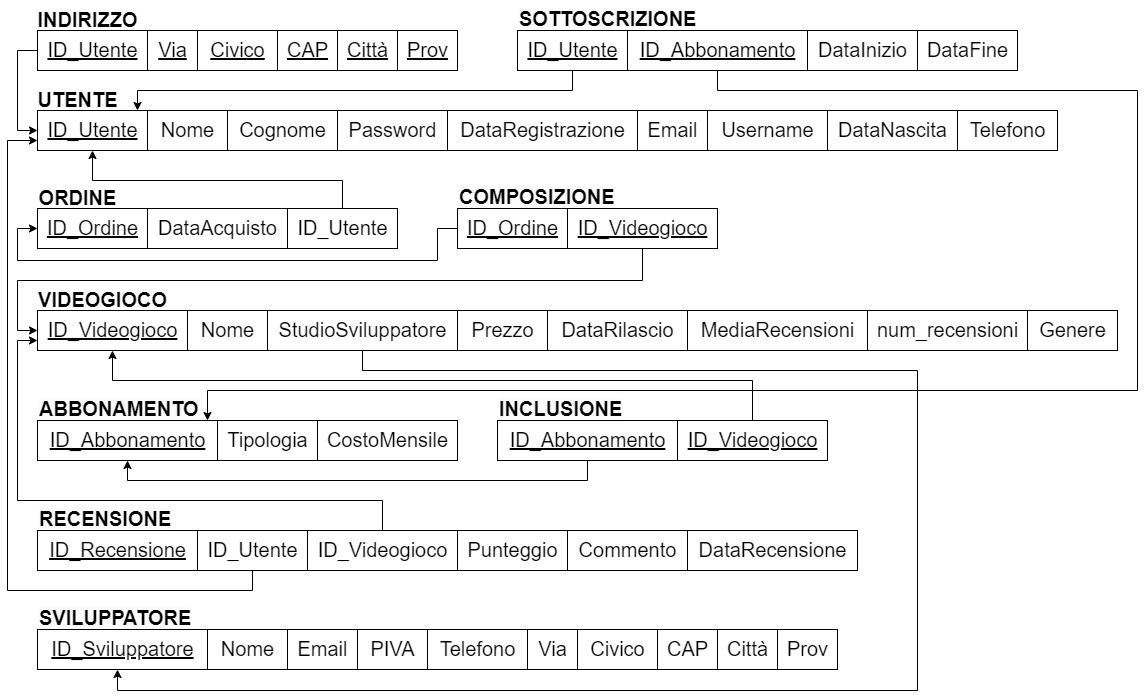 INDIRIZZO
ID_Utente Via Civico CAP Città Prov
SOTTOSCRIZIONE
ID_Utente ID_Abbonamento DataInizio DataFine
UTENTE
ID_Utente Nome Cognome Password DataRegistrazione Email Username DataNascita Telefono
ORDINE
ID_Ordine DataAcquisto ID_Utente
COMPOSIZIONE
ID_Ordine ID_Videogioco
VIDEOGIOCO
ID_Videogioco Nome StudioSviluppatore Prezzo DataRilascio MediaRecensioni num_recensioni Genere
ABBONAMENTO
ID_Abbonamento Tipologia CostoMensile
INCLUSIONE
ID_Abbonamento ID_Videogioco
RECENSIONE
ID_Recensione ID_Utente ID_Videogioco Punteggio Commento DataRecensione
SVILUPPATORE
ID_Sviluppatore Nome Email PIVA Telefono Via Civico CAP Città Prov